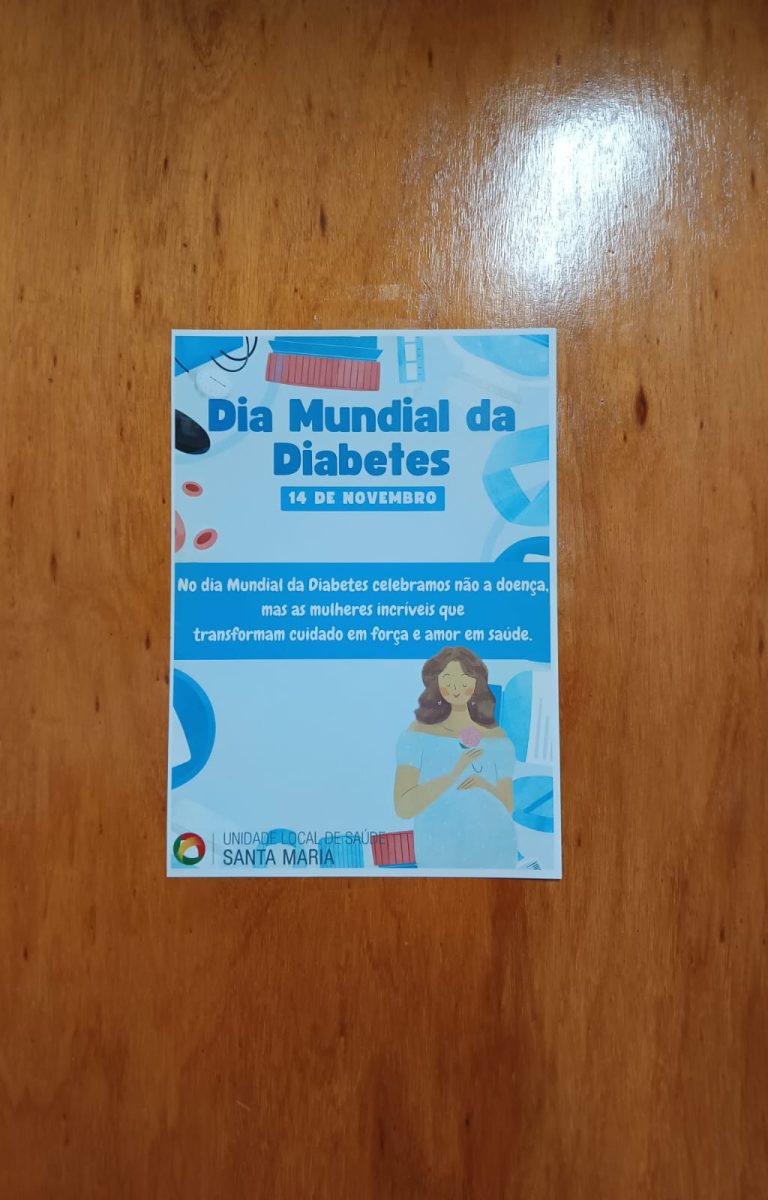 Dia Mundial da
Diabetes
14 DE NOVEMBRO
No dia Mundial da Diabetes celebramos não a doença,
mas as mulheres incríveis que
transformam cuidado em força e amor em saúde.
UNIDADE LOCAL DE SAÚDE
SANTA MARIA